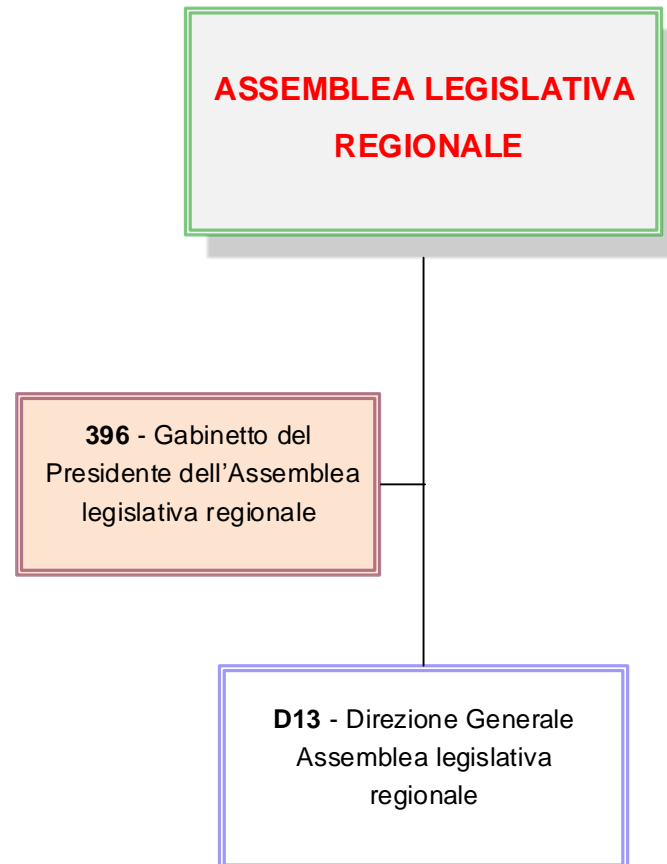 ASSEMBLEA LEGISLATIVA
REGIONALE
396 - Gabinetto del
Presidente dell'Assemblea
legislativa regionale
D13 - Direzione Generale
Assemblea legislativa
regionale